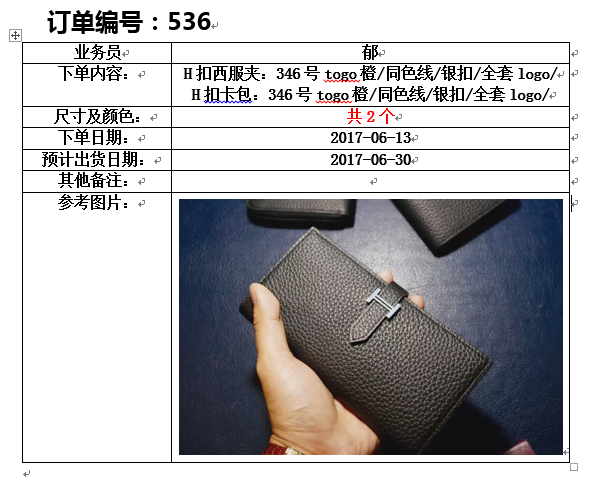 订单编号：536
业务员
郁
下单内容：
H扣西服夹：346号togo橙/同色线/银扣/全套logo/
H扣卡包：346号togo橙/同色线/银扣/全套logo/
尺寸及颜色：
共2个
下单日期：
2017-06-13
预计出货日期：
2017-06-30
其他备注：
参考图片：